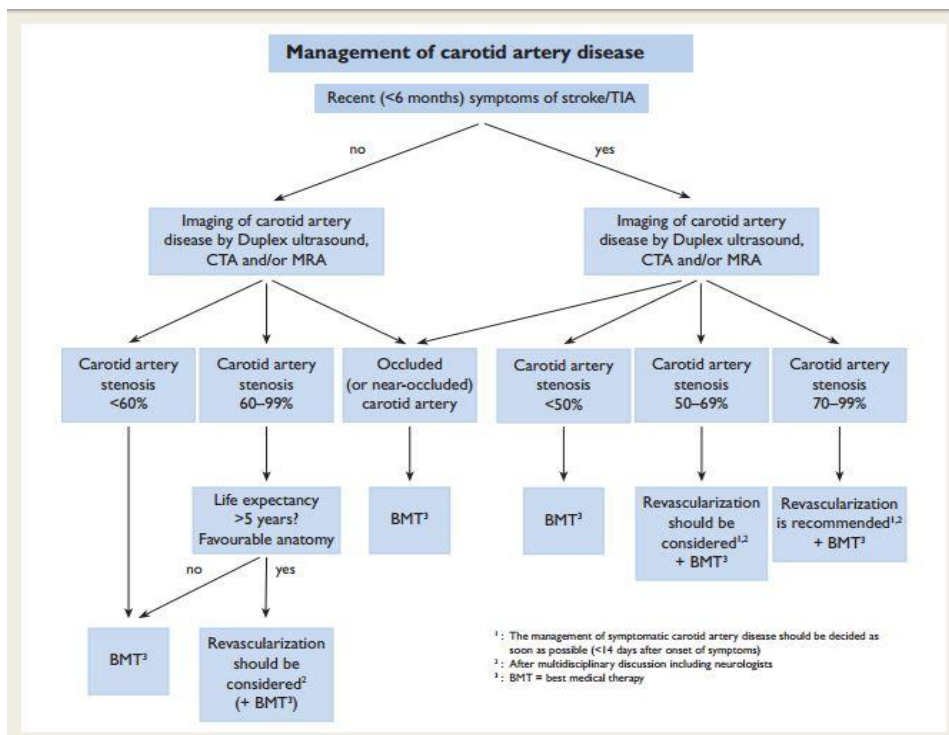 Management of carotid artery disease
Recent (<6 months) symptoms of stroke/TIA
no
yes
Imaging of carotid artery
disease by Duplex ultrasound,
CTA and/or MRA
Imaging of carotid artery
disease by Duplex ultrasound,
CTA and/or MRA
Carotid artery
stenosis
<60%
Carotid artery
stenosis
60–99%
Occluded
(or near-occluded)
carotid artery
Carotid artery
stenosis
<50%
Carotid artery
stenosis
50–69%
Carotid artery
stenosis
70–99%
Life expectancy
>5 years?
Favourable anatomy
BMT³
BMT³
Revascularization
should be
considered¹,²
+ BMT³
Revascularization
is recommended¹,²
+ BMT³
no
yes
BMT³
Revascularization
should be
considered²
(+ BMT³)
¹ : The management of symptomatic carotid artery disease should be decided as
soon as possible (<14 days after onset of symptoms)
² : After multidisciplinary discussion including neurologists
³ : BMT = best medical therapy